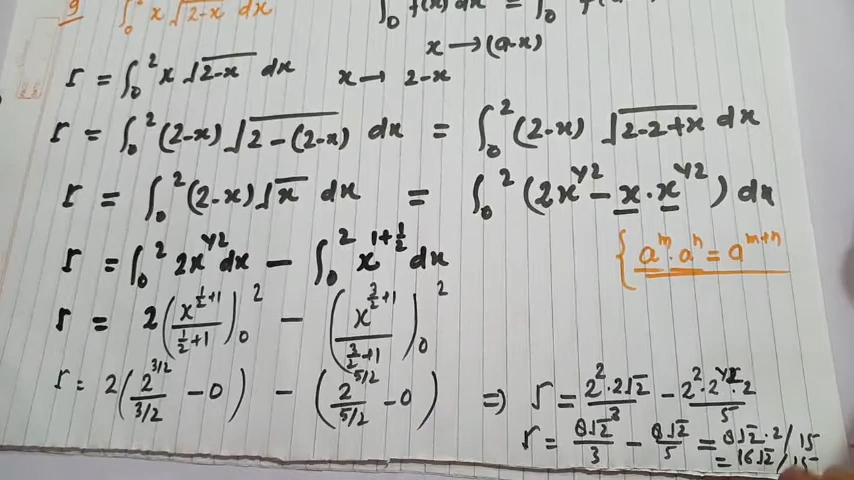 9 ∫₀² x √2-x dx
∫₀ f(x) dx = ∫₀
x → (a-x)
I = ∫₀² x √2-x dx x → 2-x
I = ∫₀² (2-x) √2-(2-x) dx = ∫₀² (2-x) √2-2+x dx
I = ∫₀² (2-x) √x dx = ∫₀² (2x^1/2 - x · x^1/2) dx
I = ∫₀² 2x^1/2 dx - ∫₀² x^1+1/2 dx { a^m · a^n = a^m+n
I = 2 (x^(1/2+1) / (1/2+1))₀² - (x^(3/2+1) / (3/2+1))₀²
I = 2 (2^3/2 / 3/2 - 0) - (2^5/2 / 5/2 - 0) ⇒ I = 2²·2√2 / 3 - 2²·2^1/2·2 / 5
I = 8√2 / 3 - 8√2 / 5 = 8√2·2 / 15
= 16√2 / 15